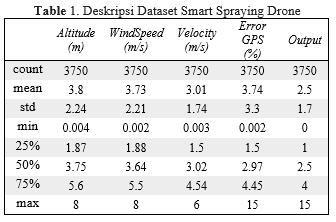 Table 1. Deskripsi Dataset Smart Spraying Drone
Altitude (m) WindSpeed (m/s) Velocity (m/s) Error GPS (%) Output
count 3750 3750 3750 3750 3750
mean 3.8 3.73 3.01 3.74 2.5
std 2.24 2.21 1.74 3.3 1.7
min 0.004 0.002 0.003 0.002 0
25% 1.87 1.88 1.5 1.5 1
50% 3.75 3.64 3.02 2.97 2.5
75% 5.6 5.5 4.54 4.45 4
max 8 8 6 15 15